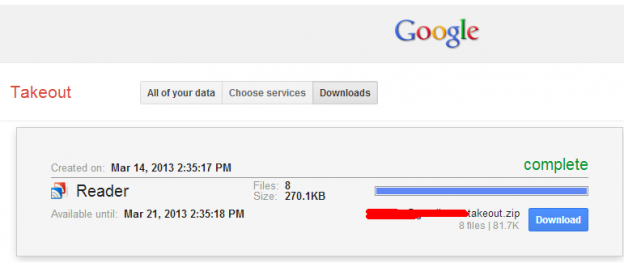 Google
Takeout
All of your data Choose services Downloads
Created on: Mar 14, 2013 2:35:17 PM complete
Reader Files: 8
Size: 270.1KB
Available until: Mar 21, 2013 2:35:18 PM takeout.zip Download
8 files | 81.7K